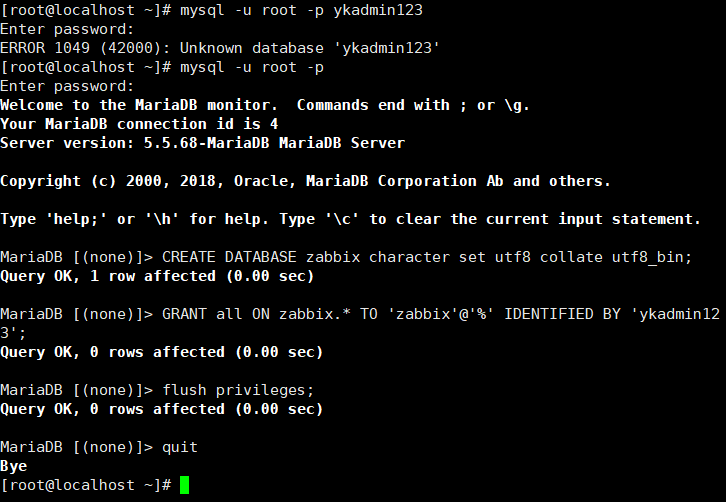 [root@localhost ~]# mysql -u root -p ykadmin123
Enter password:
ERROR 1049 (42000): Unknown database 'ykadmin123'
[root@localhost ~]# mysql -u root -p
Enter password:
Welcome to the MariaDB monitor.  Commands end with ; or \g.
Your MariaDB connection id is 4
Server version: 5.5.68-MariaDB MariaDB Server

Copyright (c) 2000, 2018, Oracle, MariaDB Corporation Ab and others.

Type 'help;' or '\h' for help. Type '\c' to clear the current input statement.

MariaDB [(none)]> CREATE DATABASE zabbix character set utf8 collate utf8_bin;
Query OK, 1 row affected (0.00 sec)

MariaDB [(none)]> GRANT all ON zabbix.* TO 'zabbix'@'%' IDENTIFIED BY 'ykadmin12
3';
Query OK, 0 rows affected (0.00 sec)

MariaDB [(none)]> flush privileges;
Query OK, 0 rows affected (0.00 sec)

MariaDB [(none)]> quit
Bye
[root@localhost ~]#